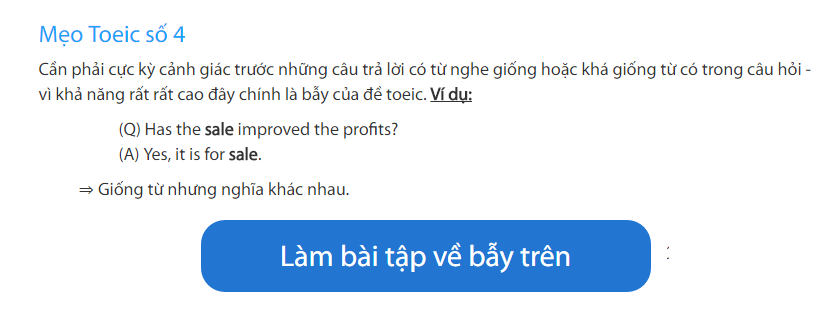 Mẹo Toeic số 4
Cần phải cực kỳ cảnh giác trước những câu trả lời có từ nghe giống hoặc khá giống từ có trong câu hỏi -
vì khả năng rất rất cao đây chính là bẫy của đề toeic. Ví dụ:
(Q) Has the sale improved the profits?
(A) Yes, it is for sale.
⇒ Giống từ nhưng nghĩa khác nhau.
Làm bài tập về bẫy trên